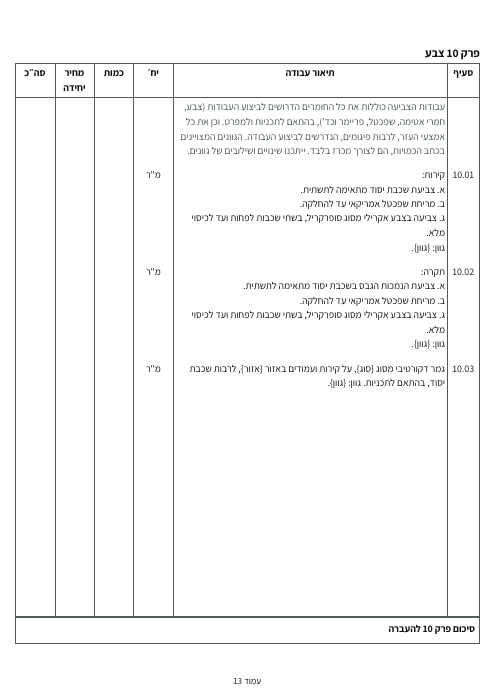 פרק 10 צבע
סעיף תיאור עבודה יח׳ כמות מחיר יחידה סה״כ
עבודות הצביעה כוללות את כל החומרים הדרושים לביצוע העבודות (צבע,
חמרי אטימה, שפכטל, פריימר וכד'), בהתאם לתכניות ולמפרט. וכן את כל
אמצעי העזר, לרבות פיגומים, הנדרשים לביצוע העבודה. הגוונים המצויינים
בכתב הכמויות, הם לצורך מכרז בלבד. ייתכנו שינויים ושילובים של גוונים.
10.01 קירות: מ"ר
א. צביעת שכבת יסוד מתאימה לתשתית.
ב. מריחת שפכטל אמריקאי עד להחלקה.
ג. צביעה בצבע אקרילי מסוג סופרקריל, בשתי שכבות לפחות ועד לכיסוי
מלא.
גוון: {גוון}.
10.02 תקרה: מ"ר
א. צביעת הנמכות הגבס בשכבת יסוד מתאימה לתשתית.
ב. מריחת שפכטל אמריקאי עד להחלקה.
ג. צביעה בצבע אקרילי מסוג סופרקריל, בשתי שכבות לפחות ועד לכיסוי
מלא.
גוון: {גוון}.
10.03 גמר דקורטיבי מסוג {סוג}, על קירות ועמודים באזור {אזור}, לרבות שכבת מ"ר
יסוד, בהתאם לתכניות. גוון: {גוון}.
סיכום פרק 10 להעברה
עמוד 13